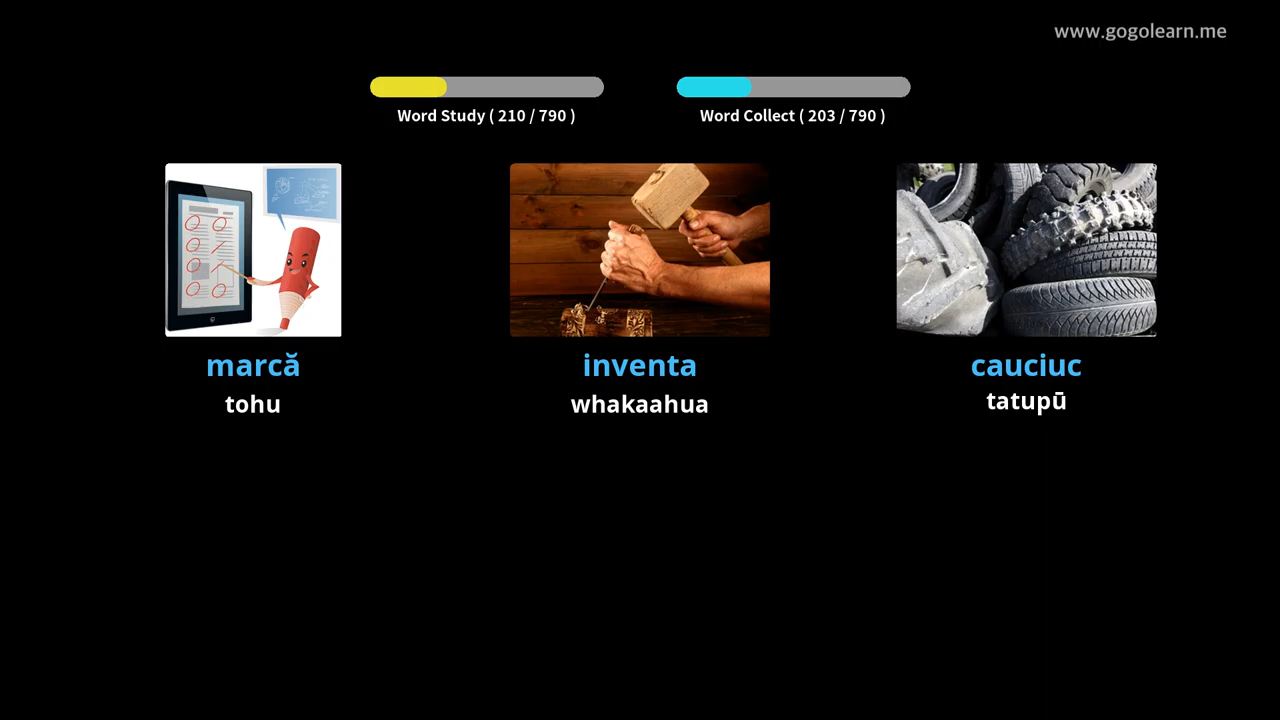 www.gogolearn.me
Word Study ( 210 / 790 )
Word Collect ( 203 / 790 )
marcă
inventa
cauciuc
tohu
whakaahua
tatupū